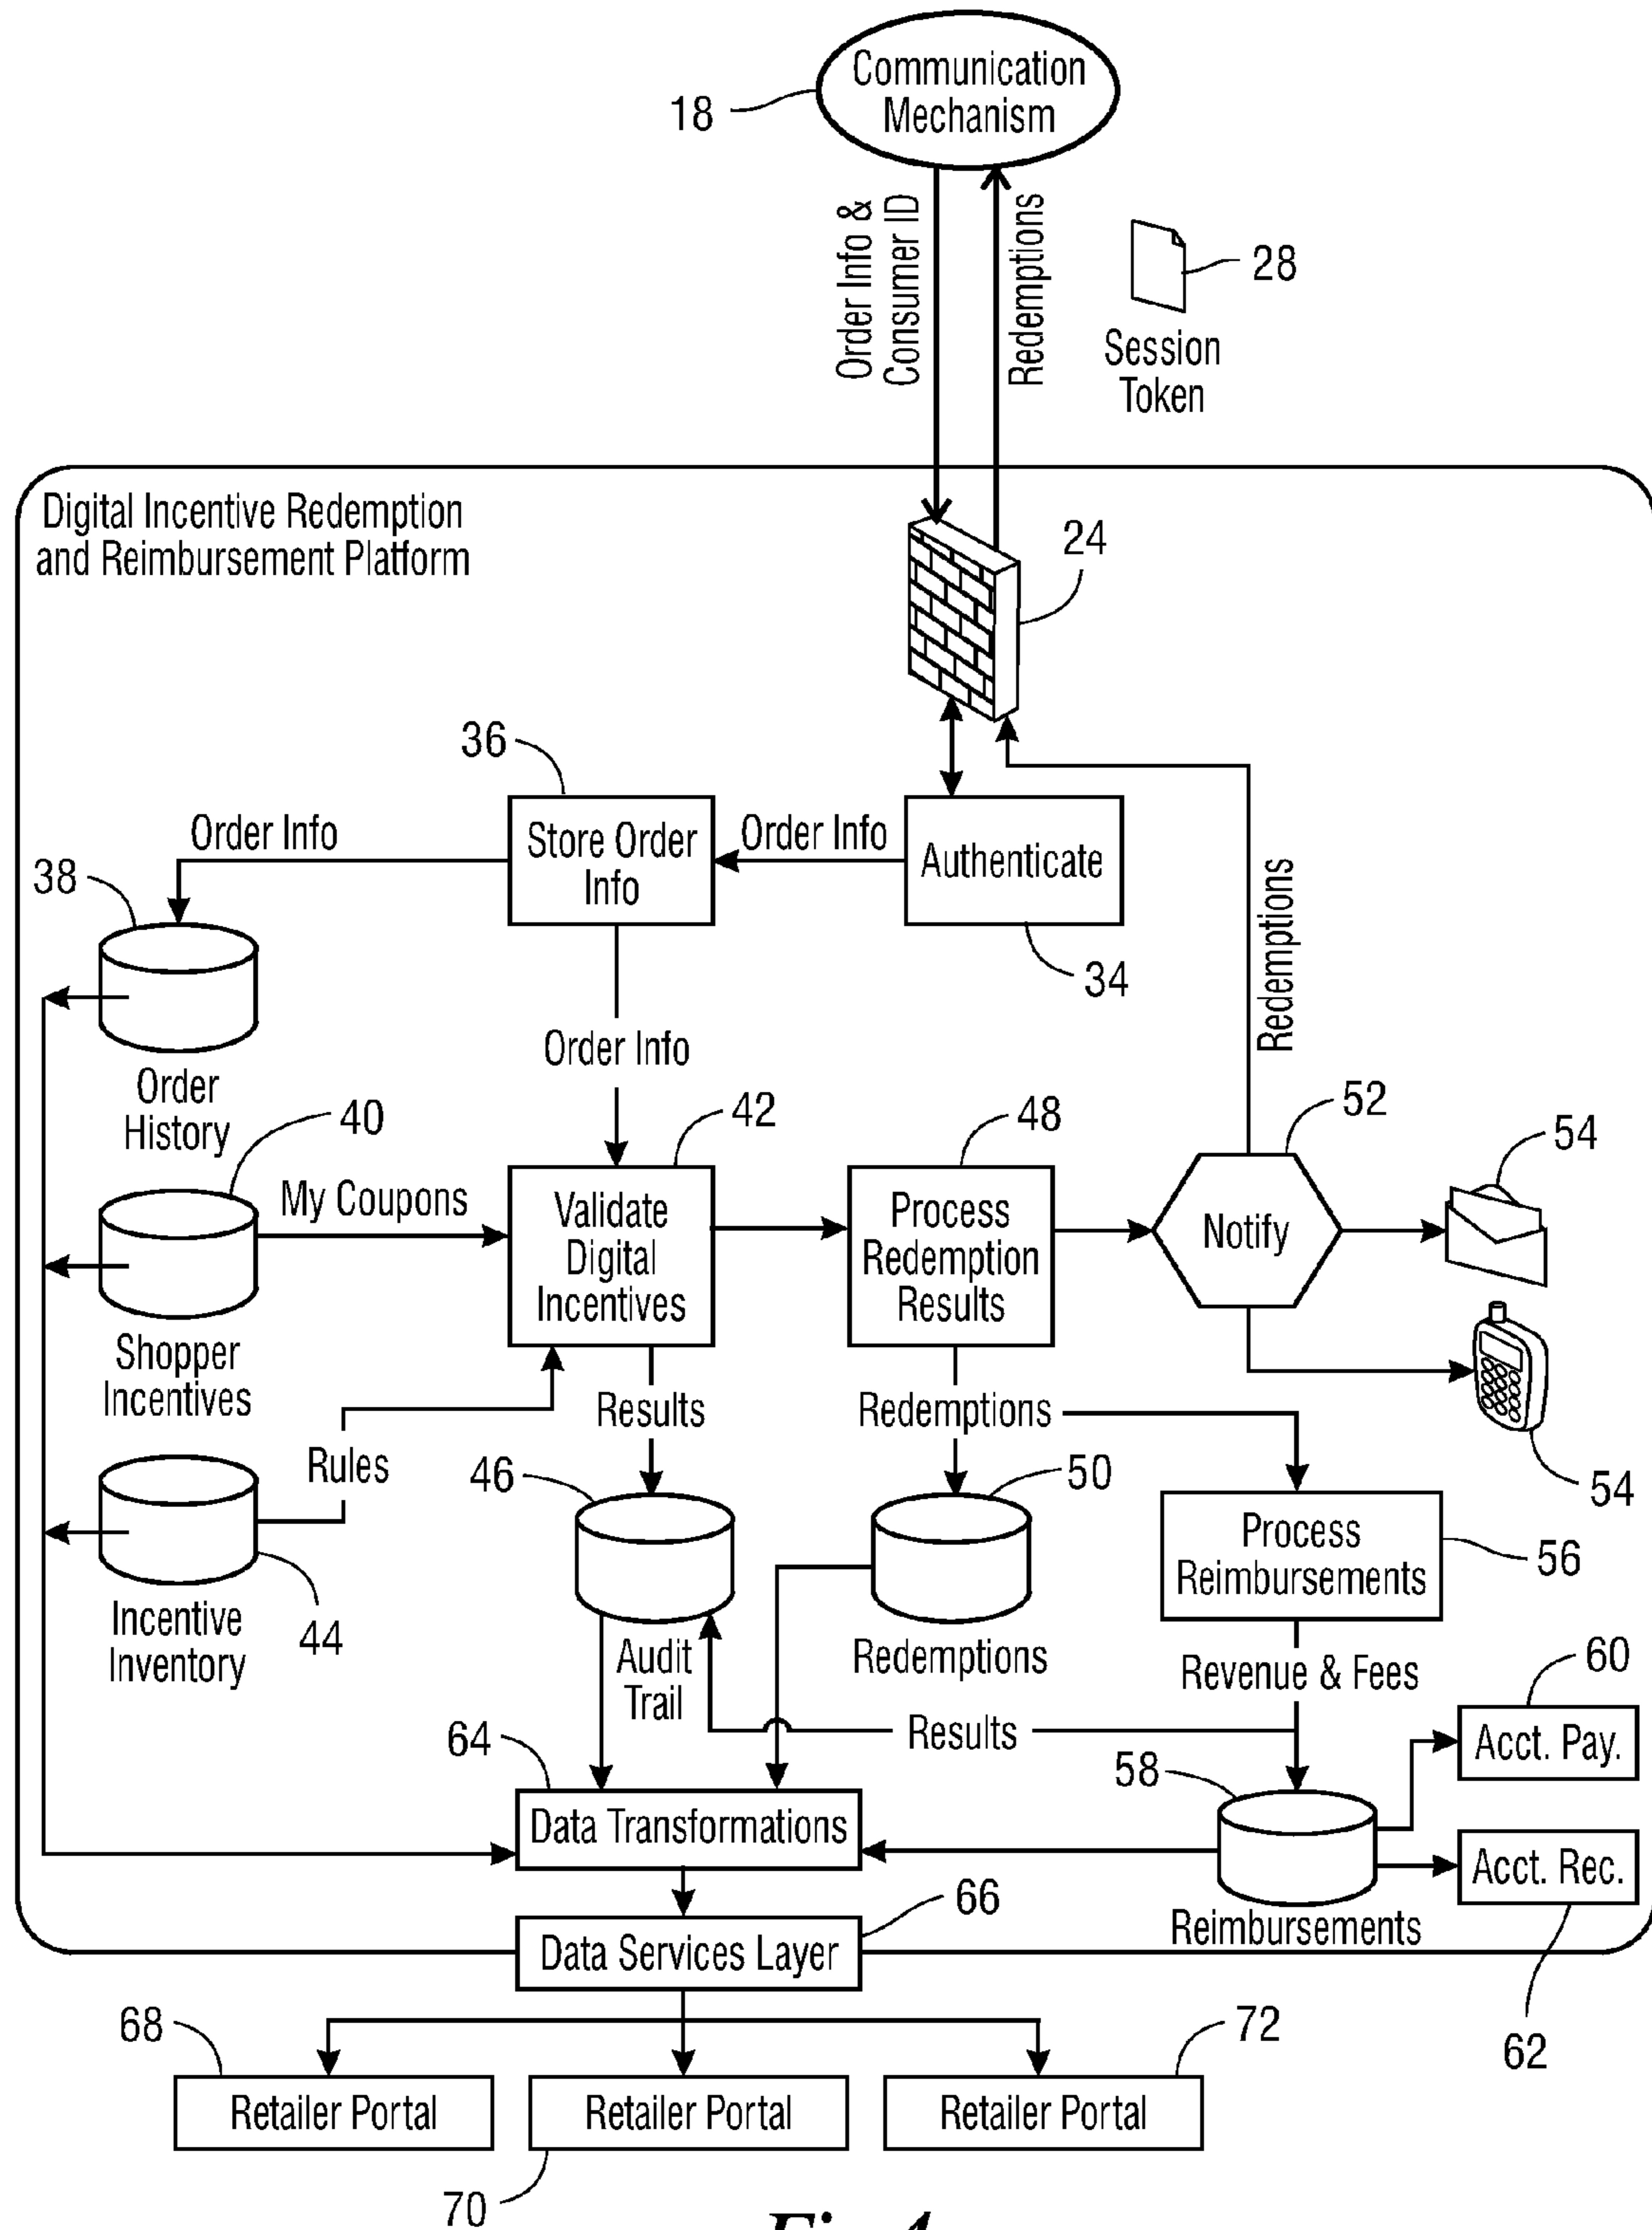 Communication
Mechanism
18
Order Info &
Consumer ID
Redemptions
28
Session
Token
Digital Incentive Redemption
and Reimbursement Platform
24
36
Order Info
Store Order
Info
Order Info
Authenticate
38
34
Redemptions
Order
History
Order Info
40
42
48
52
54
My Coupons
Validate
Digital
Incentives
Process
Redemption
Results
Notify
Shopper
Incentives
Results
Redemptions
Rules
46
50
54
Process
Reimbursements
56
Incentive
Inventory
44
Audit
Trail
Redemptions
Revenue & Fees
60
Results
64
58
Acct. Pay.
Data Transformations
Acct. Rec.
66
Reimbursements
Data Services Layer
68
72
62
Retailer Portal
Retailer Portal
Retailer Portal
70